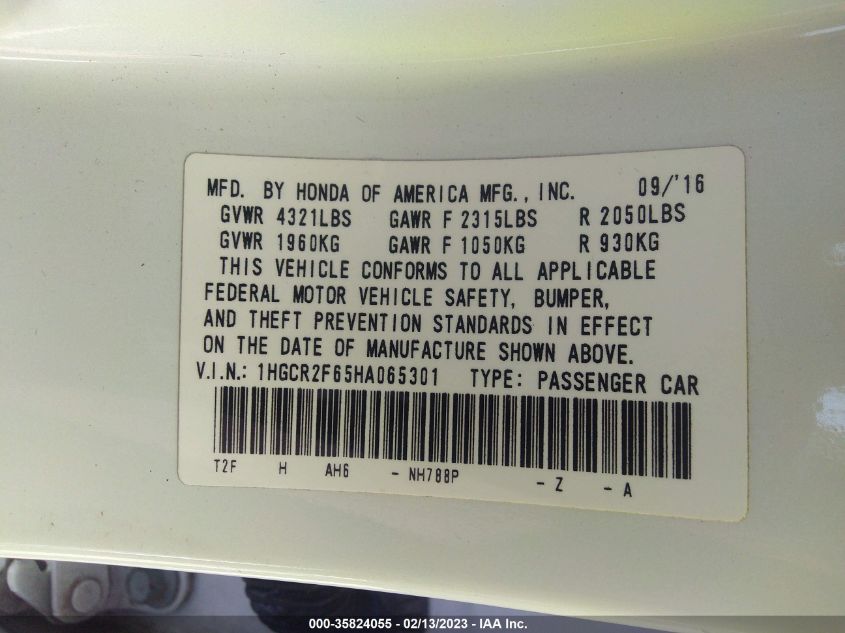 MFD. BY HONDA OF AMERICA MFG., INC. 09/'16
GVWR 4321LBS GAWR F 2315LBS R 2050LBS
GVWR 1960KG GAWR F 1050KG R 930KG
THIS VEHICLE CONFORMS TO ALL APPLICABLE
FEDERAL MOTOR VEHICLE SAFETY, BUMPER,
AND THEFT PREVENTION STANDARDS IN EFFECT
ON THE DATE OF MANUFACTURE SHOWN ABOVE.
V.I.N.: 1HGCR2F65HA065301 TYPE: PASSENGER CAR
T2F H AH6 - NH788P - Z - A
000-35824055 - 02/13/2023 - IAA Inc.